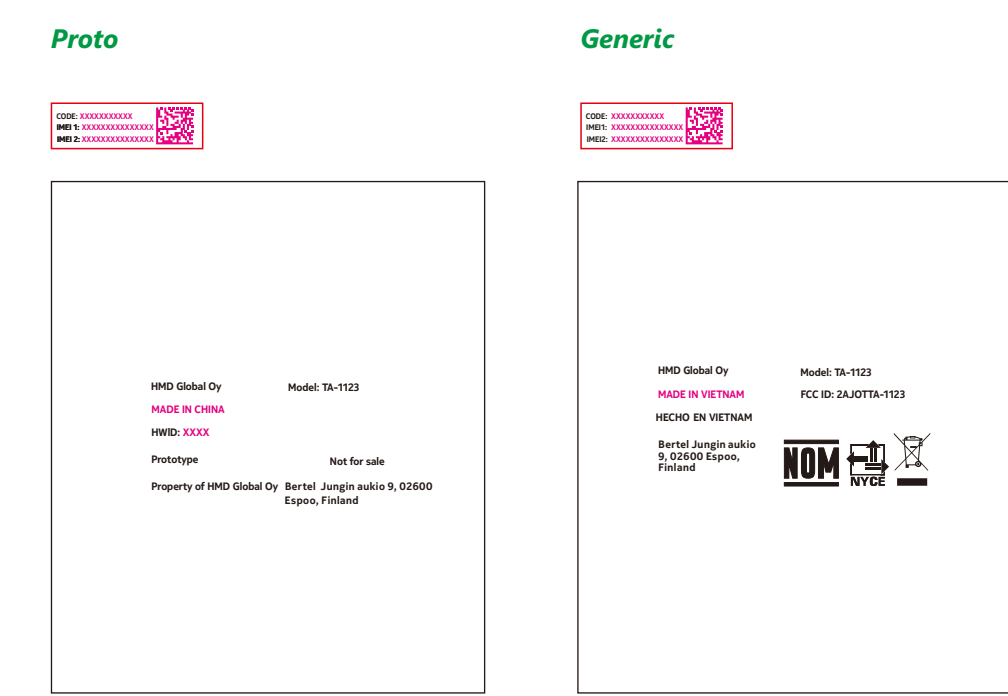 Proto
CODE: XXXXXXXXXXX
IMEI 1: XXXXXXXXXXXXXXX
IMEI 2: XXXXXXXXXXXXXXX
HMD Global Oy
Model: TA-1123
MADE IN CHINA
HWID: XXXX
Prototype
Not for sale
Property of HMD Global Oy
Bertel Jungin aukio 9, 02600
Espoo, Finland
Generic
CODE: XXXXXXXXXXX
IMEI1: XXXXXXXXXXXXXXX
IMEI2: XXXXXXXXXXXXXXX
HMD Global Oy
Model: TA-1123
MADE IN VIETNAM
FCC ID: 2AJOTTA-1123
HECHO EN VIETNAM
Bertel Jungin aukio
9, 02600 Espoo,
Finland
NOM
NYCE